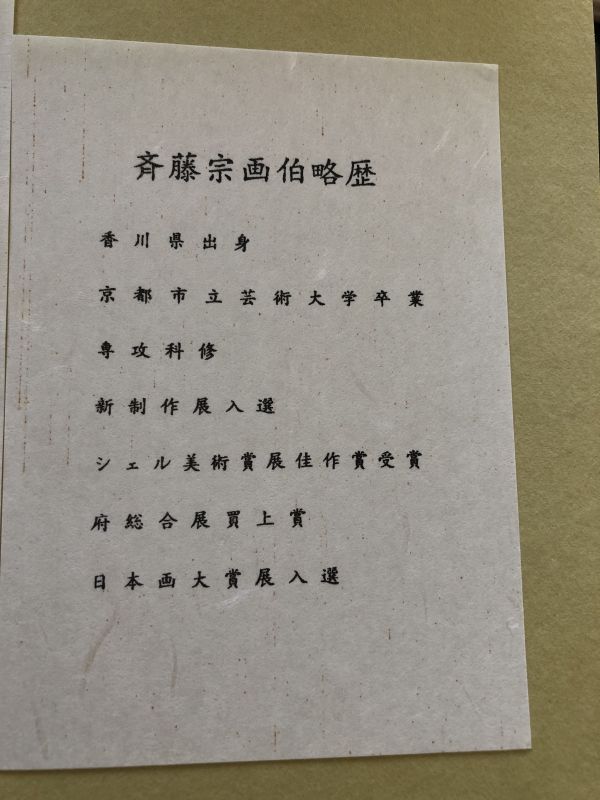 斉藤宗画伯略歴
香川県出身
京都市立芸術大学卒業
専攻科修
新制作展入選
シェル美術賞展佳作賞受賞
府総合展買上賞
日本画大賞展入選